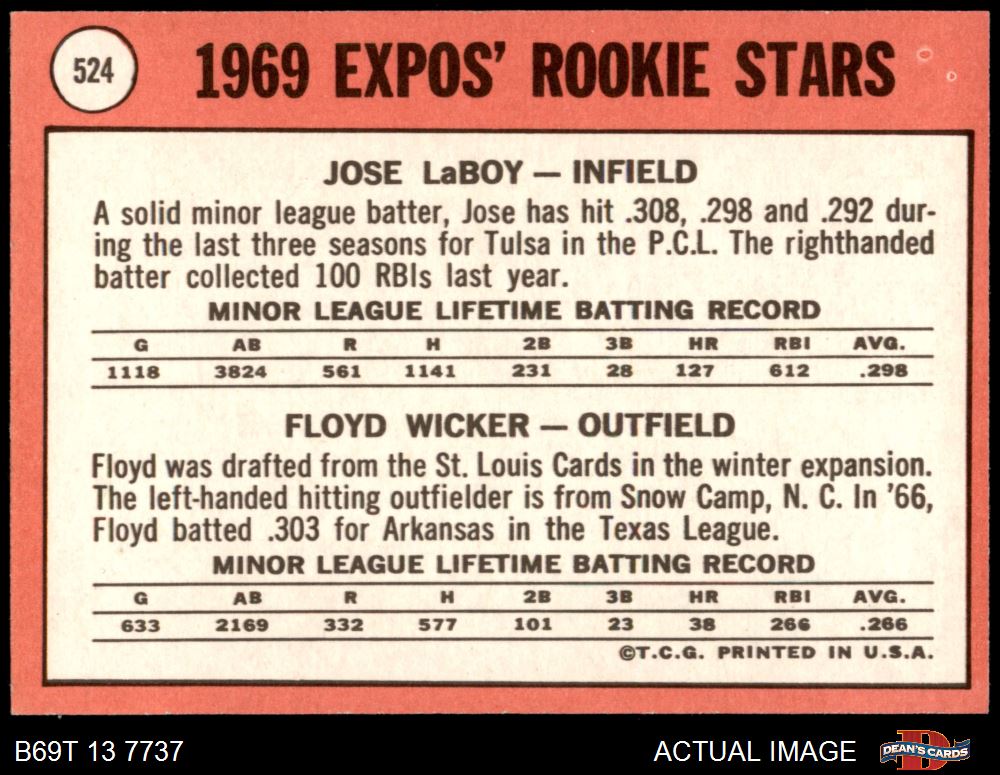 524
1969 EXPOS' ROOKIE STARS
JOSE LaBOY — INFIELD
A solid minor league batter, Jose has hit .308, .298 and .292 dur-
ing the last three seasons for Tulsa in the P.C.L. The righthanded
batter collected 100 RBIs last year.
MINOR LEAGUE LIFETIME BATTING RECORD
G AB R H 2B 3B HR RBI AVG.
1118 3824 561 1141 231 28 127 612 .298
FLOYD WICKER — OUTFIELD
Floyd was drafted from the St. Louis Cards in the winter expansion.
The left-handed hitting outfielder is from Snow Camp, N. C. In '66,
Floyd batted .303 for Arkansas in the Texas League.
MINOR LEAGUE LIFETIME BATTING RECORD
G AB R H 2B 3B HR RBI AVG.
633 2169 332 577 101 23 38 266 .266
©T.C.G. PRINTED IN U.S.A.
B69T 13 7737 ACTUAL IMAGE DEAN'S CARDS